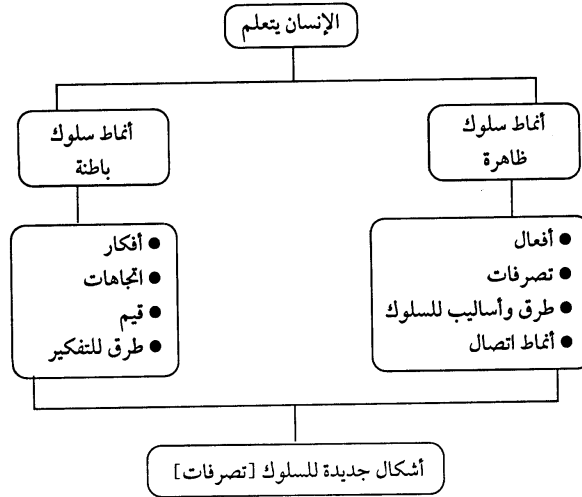 الإنسان يتعلم
أنماط سلوك
ظاهرة
أنماط سلوك
باطنة
● أفعال
● تصرفات
● طرق وأساليب للسلوك
● أنماط اتصال
● أفكار
● اتجاهات
● قيم
● طرق للتفكير
أشكال جديدة للسلوك [تصرفات]